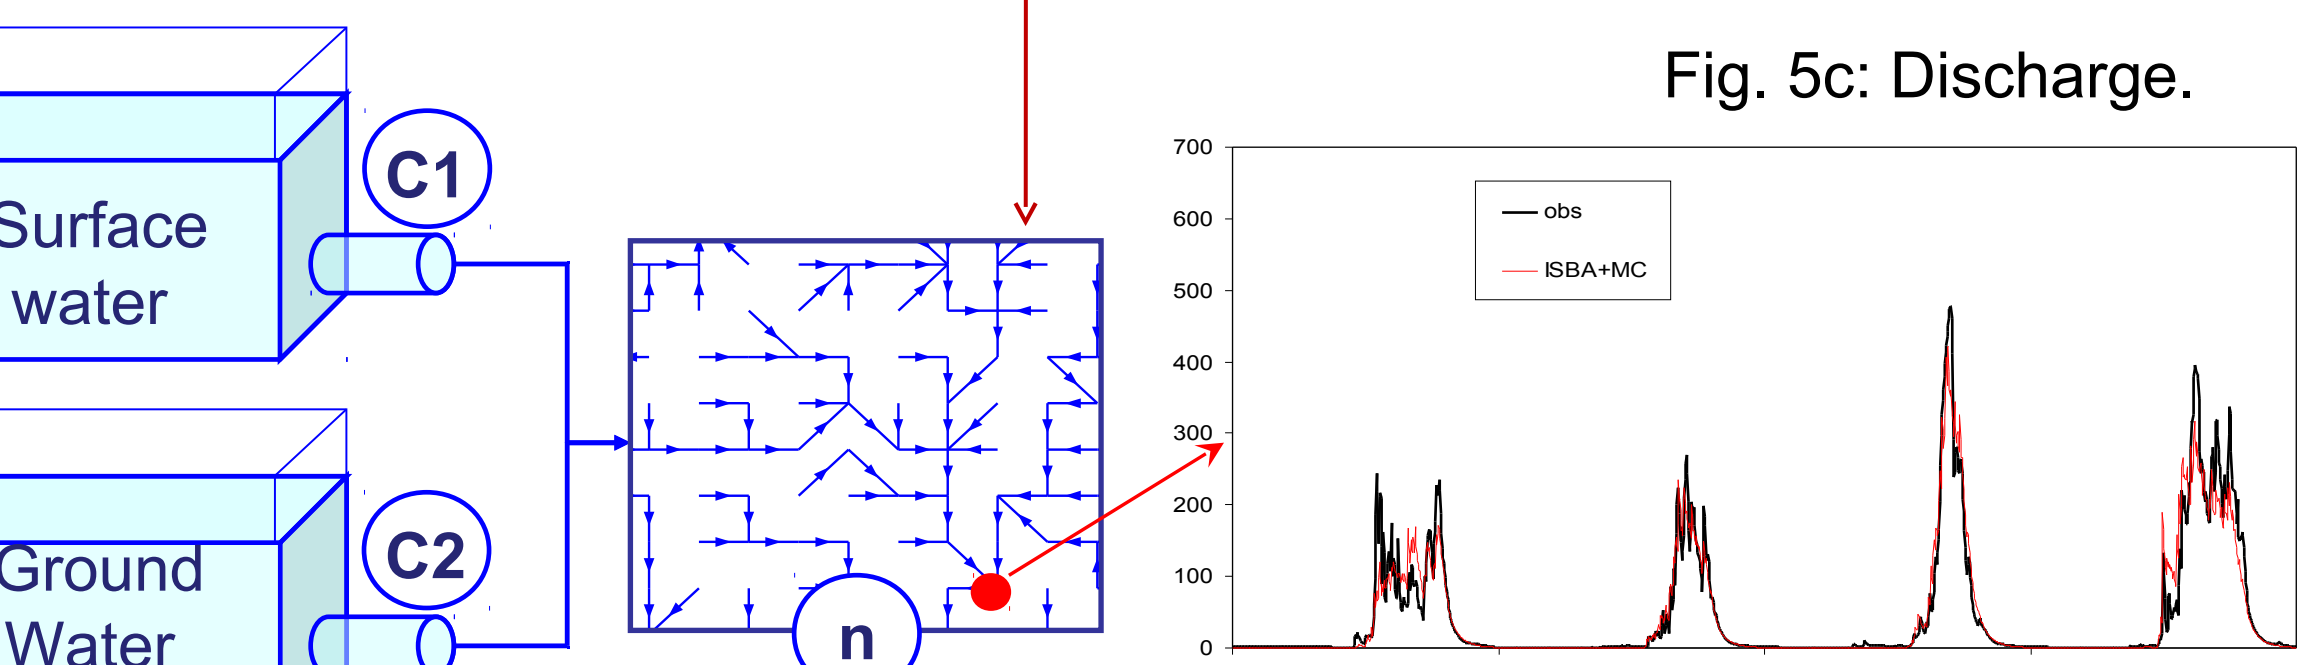 Fig. 5c: Discharge.
C1
Surface
water
C2
Ground
Water
n
700
600
500
400
300
200
100
0
obs
ISBA+MC